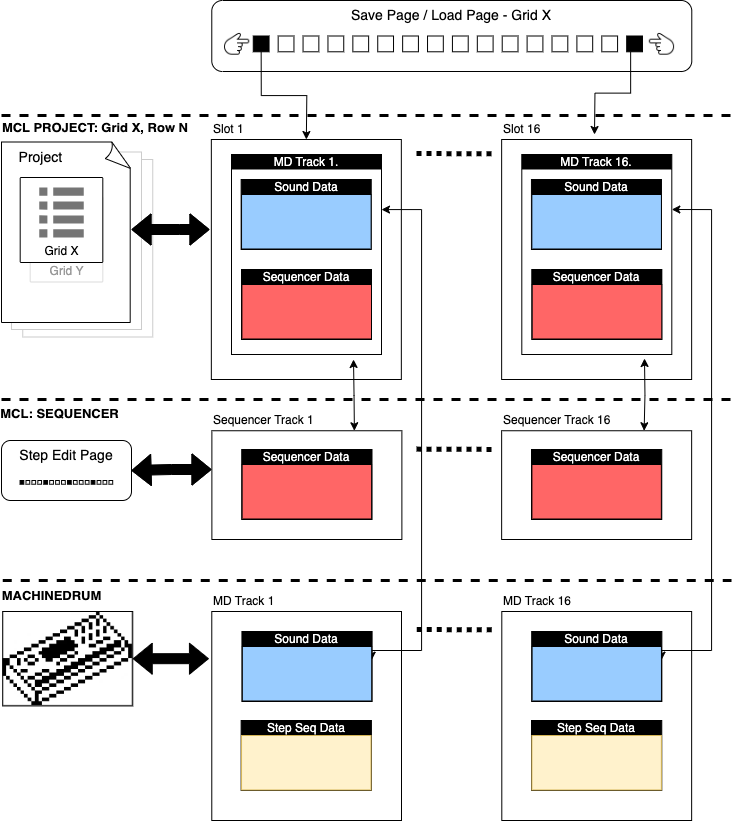 Save Page / Load Page - Grid X
MCL PROJECT: Grid X, Row N
Slot 1
Slot 16
Project
Grid X
Grid Y
MD Track 1.
Sound Data
Sequencer Data
MD Track 16.
Sound Data
Sequencer Data
MCL: SEQUENCER
Sequencer Track 1
Sequencer Track 16
Step Edit Page
Sequencer Data
Sequencer Data
MACHINEDRUM
MD Track 1
MD Track 16
Sound Data
Step Seq Data
Sound Data
Step Seq Data